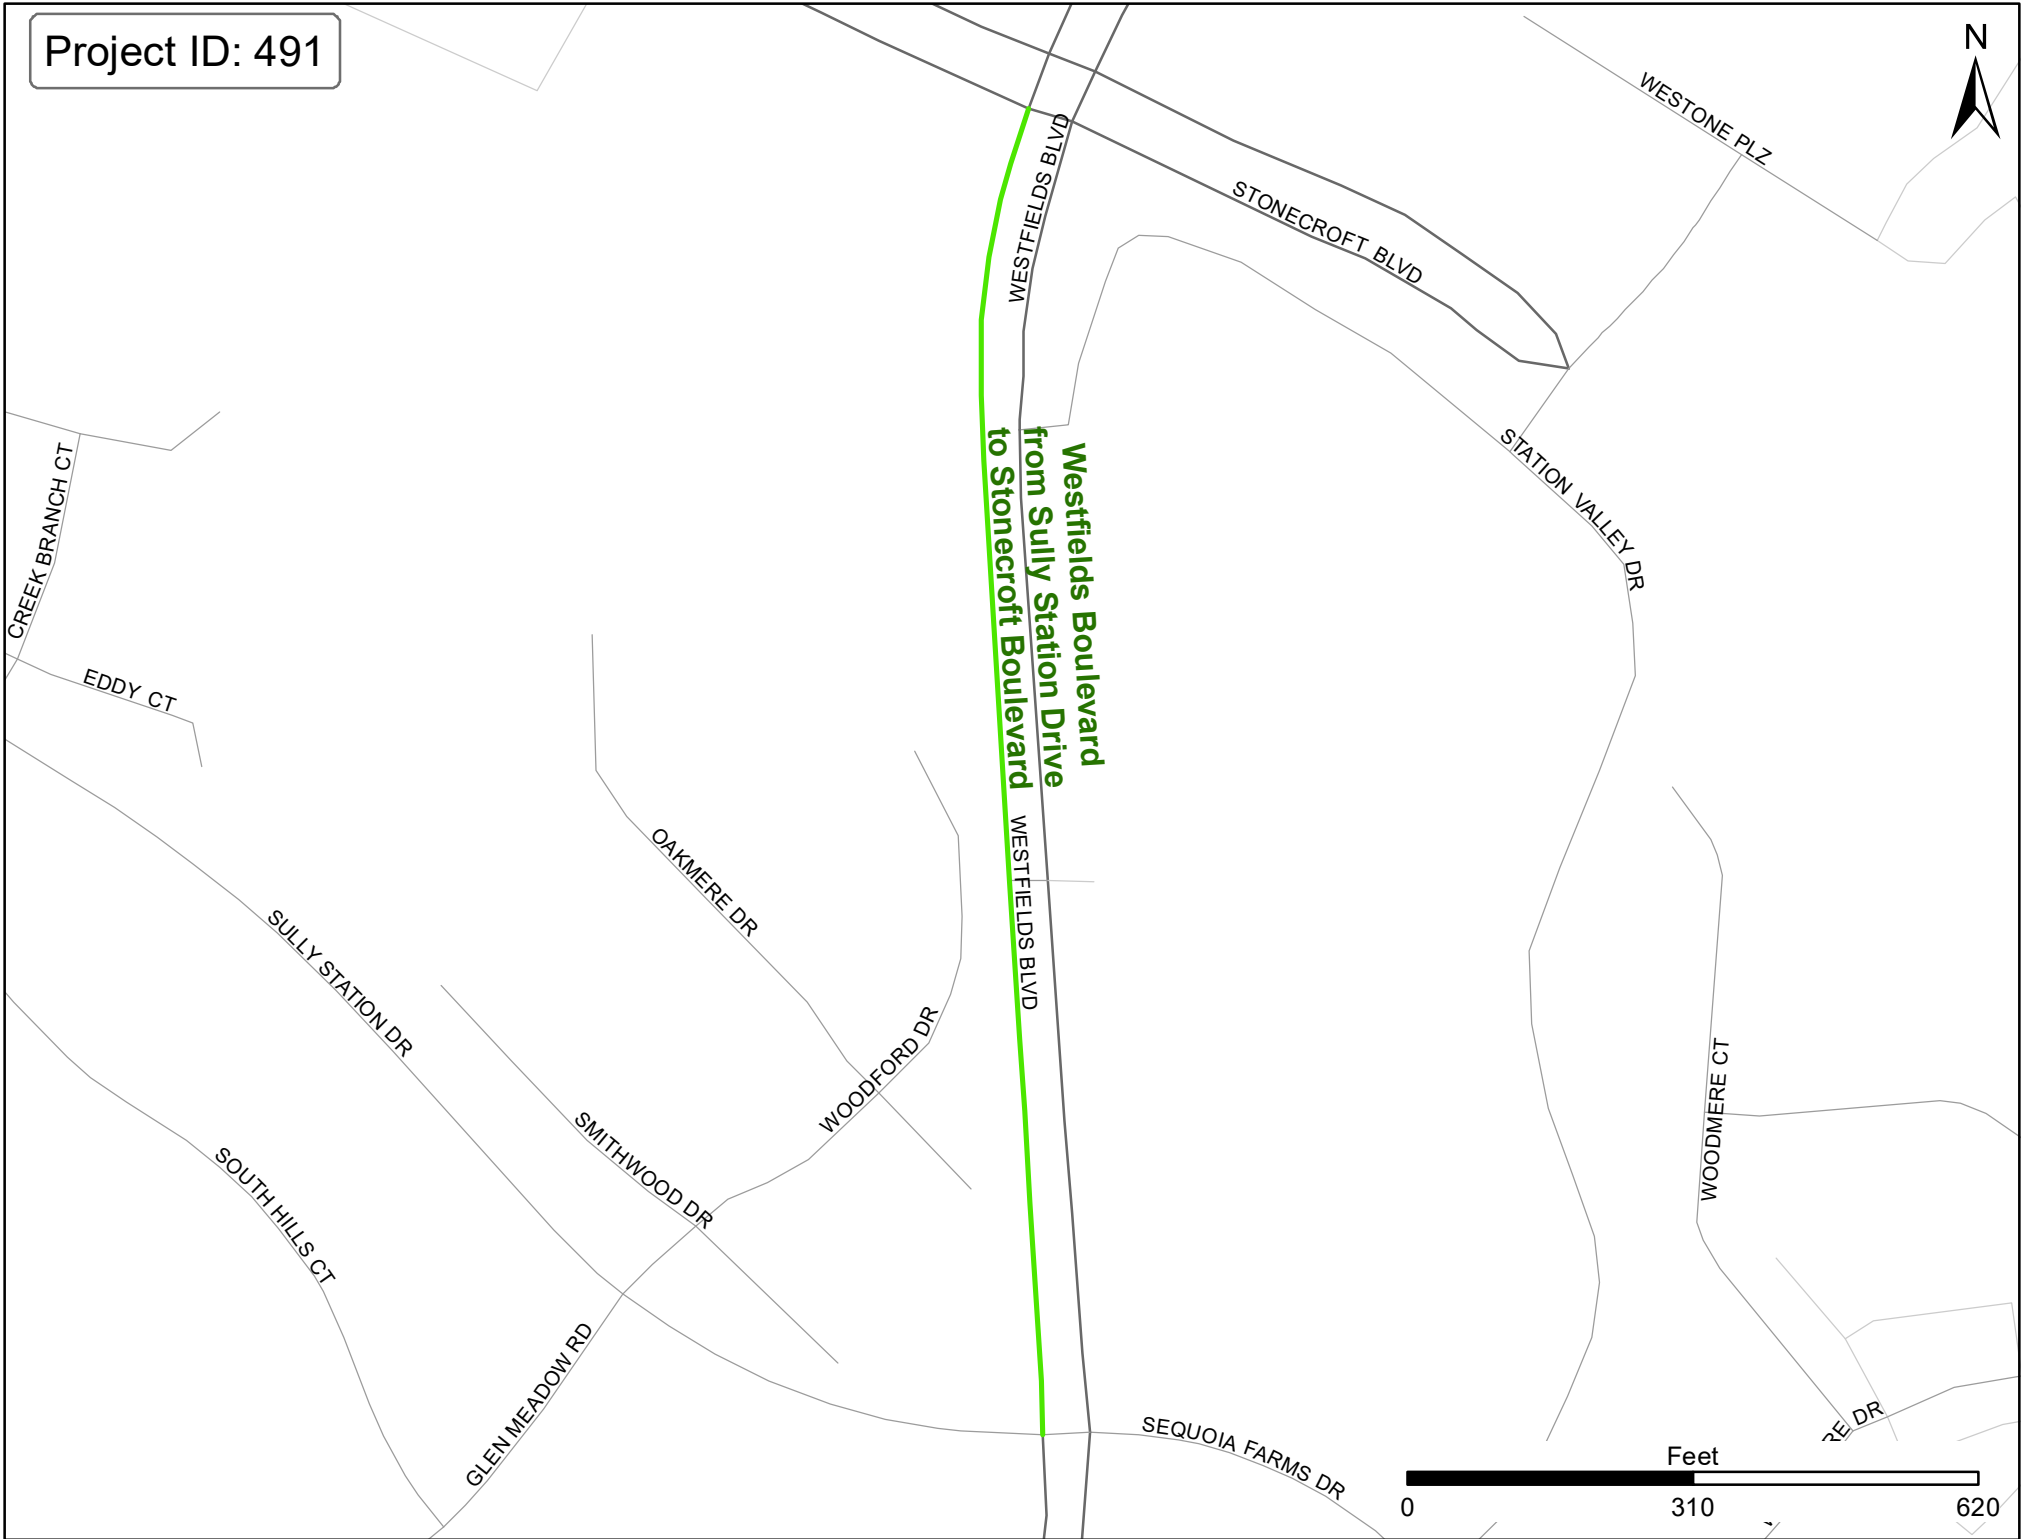 Project ID: 491
N
WESTONE PLZ
WESTFIELDS BLVD
STONECROFT BLVD
CREEK BRANCH CT
Westfields Boulevard
from Sully Station Drive
to Stonecroft Boulevard
STATION VALLEY DR
EDDY CT
OAKMERE DR
WESTFIELDS BLVD
SULLY STATION DR
WOODFORD DR
WOODMERE CT
SMITHWOOD DR
SOUTH HILLS CT
GLEN MEADOW RD
SEQUOIA FARMS DR
RE DR
Feet
0 310 620